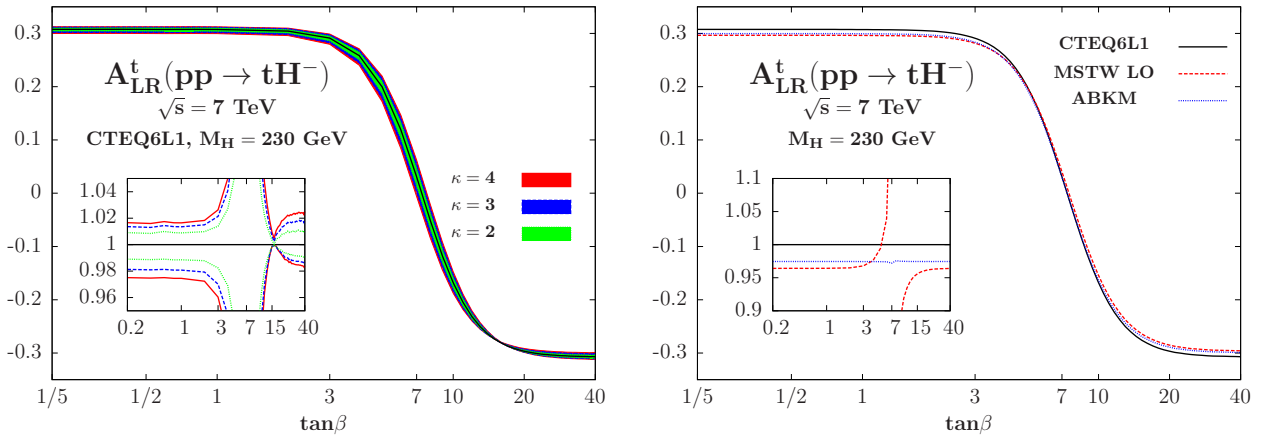 0.3
0.2
0.1
0
-0.1
-0.2
-0.3
A^t_LR(pp → tH⁻)
√s = 7 TeV
CTEQ6L1, M_H = 230 GeV
κ = 4
κ = 3
κ = 2
1.04
1.02
1
0.98
0.96
0.2 1 3 7 15 40
1/5 1/2 1 3 7 10 20 40
tanβ
0.3
0.2
0.1
0
-0.1
-0.2
-0.3
CTEQ6L1
MSTW LO
ABKM
A^t_LR(pp → tH⁻)
√s = 7 TeV
M_H = 230 GeV
1.1
1.05
1
0.95
0.9
0.2 1 3 7 15 40
1/5 1/2 1 3 7 10 20 40
tanβ